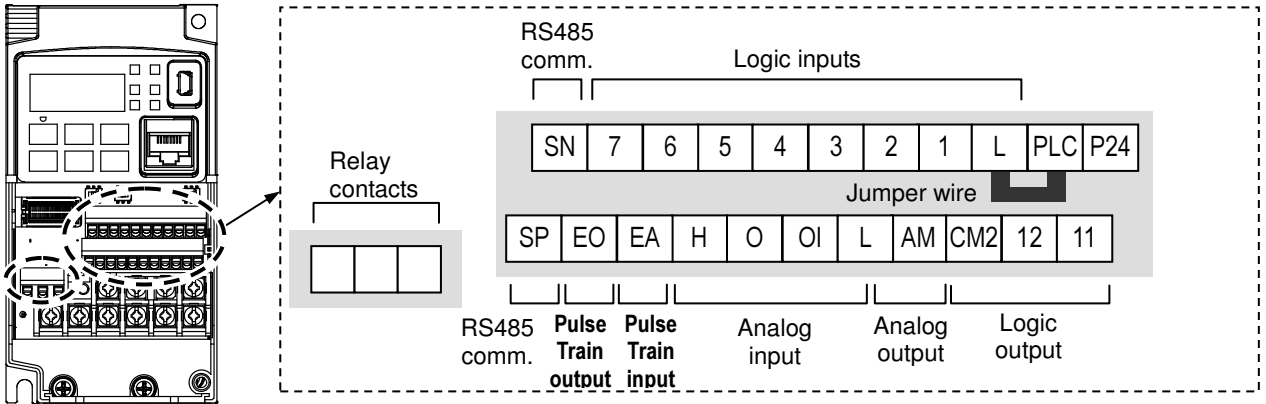 RS485
comm.
Logic inputs
SN 7 6 5 4 3 2 1 L PLC P24
Relay
contacts
Jumper wire
SP EO EA H O OI L AM CM2 12 11
RS485
comm.
Pulse
Train
output
Pulse
Train
input
Analog
input
Analog
output
Logic
output